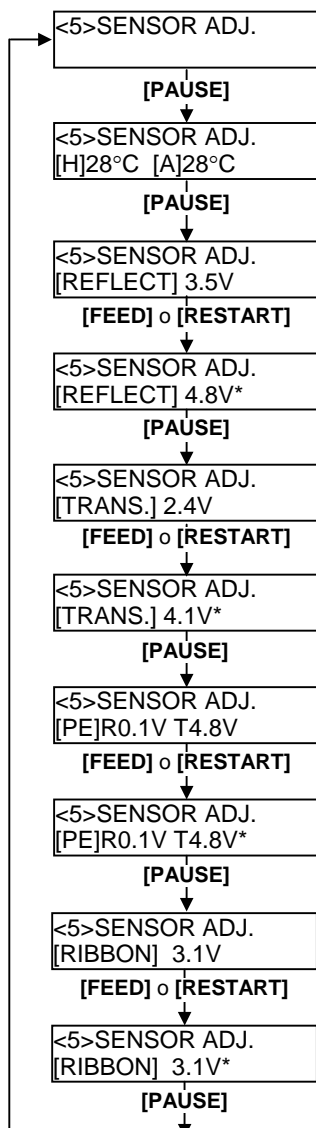 <5>SENSOR ADJ.
[PAUSE]
<5>SENSOR ADJ.
[H]28°C [A]28°C
[PAUSE]
<5>SENSOR ADJ.
[REFLECT] 3.5V
[FEED] o [RESTART]
<5>SENSOR ADJ.
[REFLECT] 4.8V*
[PAUSE]
<5>SENSOR ADJ.
[TRANS.] 2.4V
[FEED] o [RESTART]
<5>SENSOR ADJ.
[TRANS.] 4.1V*
[PAUSE]
<5>SENSOR ADJ.
[PE]R0.1V T4.8V
[FEED] o [RESTART]
<5>SENSOR ADJ.
[PE]R0.1V T4.8V*
[PAUSE]
<5>SENSOR ADJ.
[RIBBON] 3.1V
[FEED] o [RESTART]
<5>SENSOR ADJ.
[RIBBON] 3.1V*
[PAUSE]